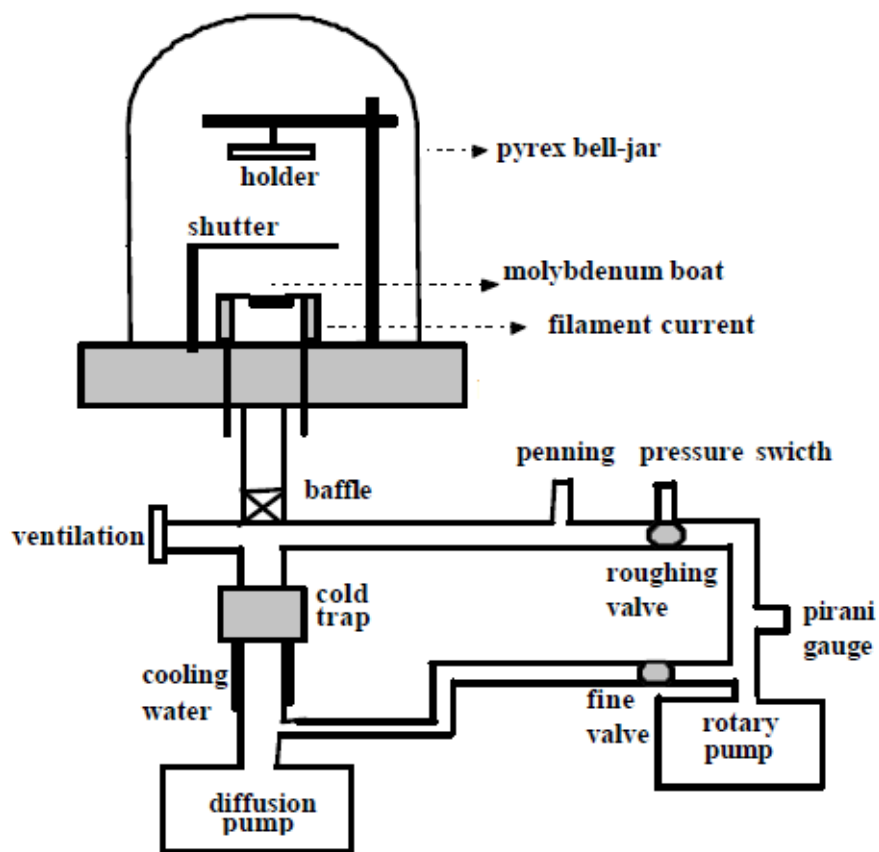 pyrex bell-jar
holder
shutter
molybdenum boat
filament current
penning
pressure swicth
baffle
ventilation
roughing
valve
cold
trap
pirani
gauge
cooling
water
fine
valve
rotary
pump
diffusion
pump